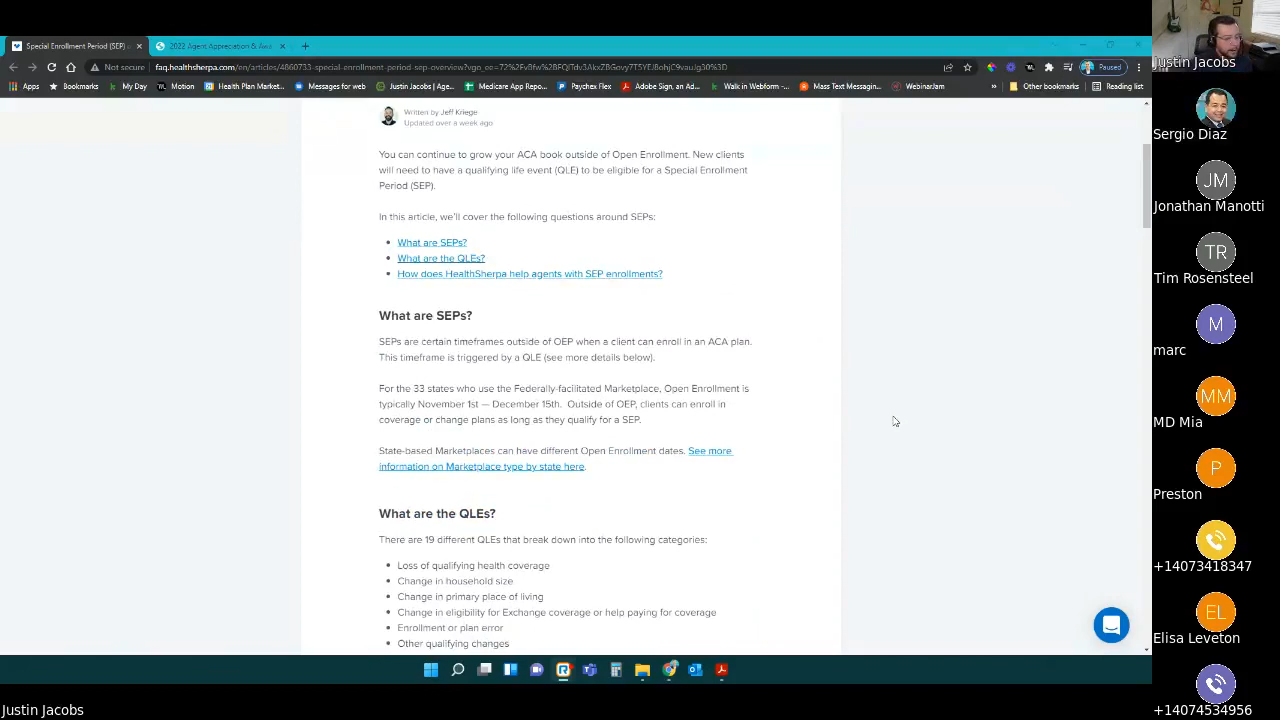 Special Enrollment Period (SEP)
2022 Agent Appreciation & Awa
Not secure
faq.healthsherpa.com/en/articles/4860733-special-enrollment-period-sep-overview
Paused
Apps
Bookmarks
My Day
Motion
Health Plan Market...
Messages for web
Justin Jacobs | Age...
Medicare App Repo...
Paychex Flex
Adobe Sign, an Ad...
Walk in Webform -...
Mass Text Messagin...
WebinarJam
»
Other bookmarks
Reading list
Written by Jeff Kriege
Updated over a week ago
You can continue to grow your ACA book outside of Open Enrollment. New clients
will need to have a qualifying life event (QLE) to be eligible for a Special Enrollment
Period (SEP).
In this article, we'll cover the following questions around SEPs:
• What are SEPs?
• What are the QLEs?
• How does HealthSherpa help agents with SEP enrollments?
What are SEPs?
SEPs are certain timeframes outside of OEP when a client can enroll in an ACA plan.
This timeframe is triggered by a QLE (see more details below).
For the 33 states who use the Federally-facilitated Marketplace, Open Enrollment is
typically November 1st — December 15th. Outside of OEP, clients can enroll in
coverage or change plans as long as they qualify for a SEP.
State-based Marketplaces can have different Open Enrollment dates. See more
information on Marketplace type by state here.
What are the QLEs?
There are 19 different QLEs that break down into the following categories:
• Loss of qualifying health coverage
• Change in household size
• Change in primary place of living
• Change in eligibility for Exchange coverage or help paying for coverage
• Enrollment or plan error
• Other qualifying changes
Justin Jacobs
Sergio Diaz
JM
Jonathan Manotti
TR
Tim Rosensteel
M
marc
MM
MD Mia
P
Preston
+14073418347
EL
Elisa Leveton
+14074534956
Justin Jacobs